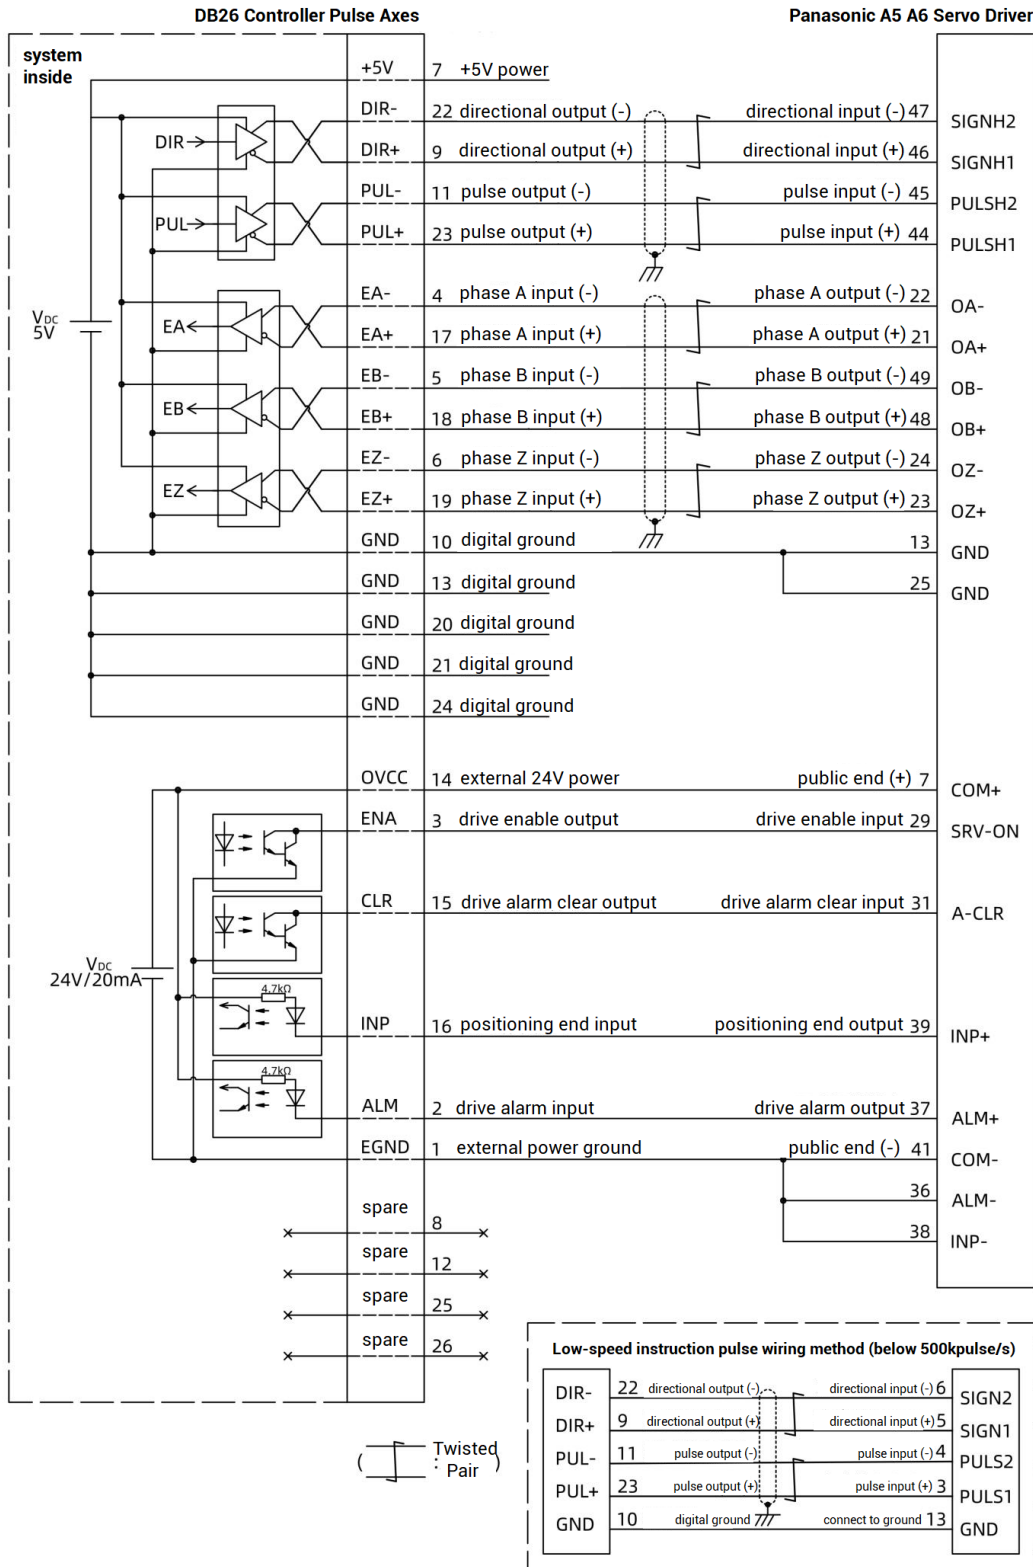 DB26 Controller Pulse Axes
Panasonic A5 A6 Servo Driver
system
inside
+5V 7 +5V power
DIR- 22 directional output (-) directional input (-) 47 SIGNH2
DIR
DIR+ 9 directional output (+) directional input (+) 46 SIGNH1
PUL- 11 pulse output (-) pulse input (-) 45 PULSH2
PUL
PUL+ 23 pulse output (+) pulse input (+) 44 PULSH1
EA- 4 phase A input (-) phase A output (-) 22 OA-
VDC
5V
EA
EA+ 17 phase A input (+) phase A output (+) 21 OA+
EB- 5 phase B input (-) phase B output (-) 49 OB-
EB
EB+ 18 phase B input (+) phase B output (+) 48 OB+
EZ- 6 phase Z input (-) phase Z output (-) 24 OZ-
EZ
EZ+ 19 phase Z input (+) phase Z output (+) 23 OZ+
GND 10 digital ground 13 GND
GND 13 digital ground 25 GND
GND 20 digital ground
GND 21 digital ground
GND 24 digital ground
OVCC 14 external 24V power public end (+) 7 COM+
ENA 3 drive enable output drive enable input 29 SRV-ON
CLR 15 drive alarm clear output drive alarm clear input 31 A-CLR
VDC
24V/20mA
4.7kΩ
INP 16 positioning end input positioning end output 39 INP+
4.7kΩ
ALM 2 drive alarm input drive alarm output 37 ALM+
EGND 1 external power ground public end (-) 41 COM-
36 ALM-
38 INP-
spare 8
spare 12
spare 25
spare 26
Low-speed instruction pulse wiring method (below 500kpulse/s)
DIR- 22 directional output (-) directional input (-) 6 SIGN2
DIR+ 9 directional output (+) directional input (+) 5 SIGN1
PUL- 11 pulse output (-) pulse input (-) 4 PULS2
PUL+ 23 pulse output (+) pulse input (+) 3 PULS1
GND 10 digital ground connect to ground 13 GND
( : Twisted
Pair )